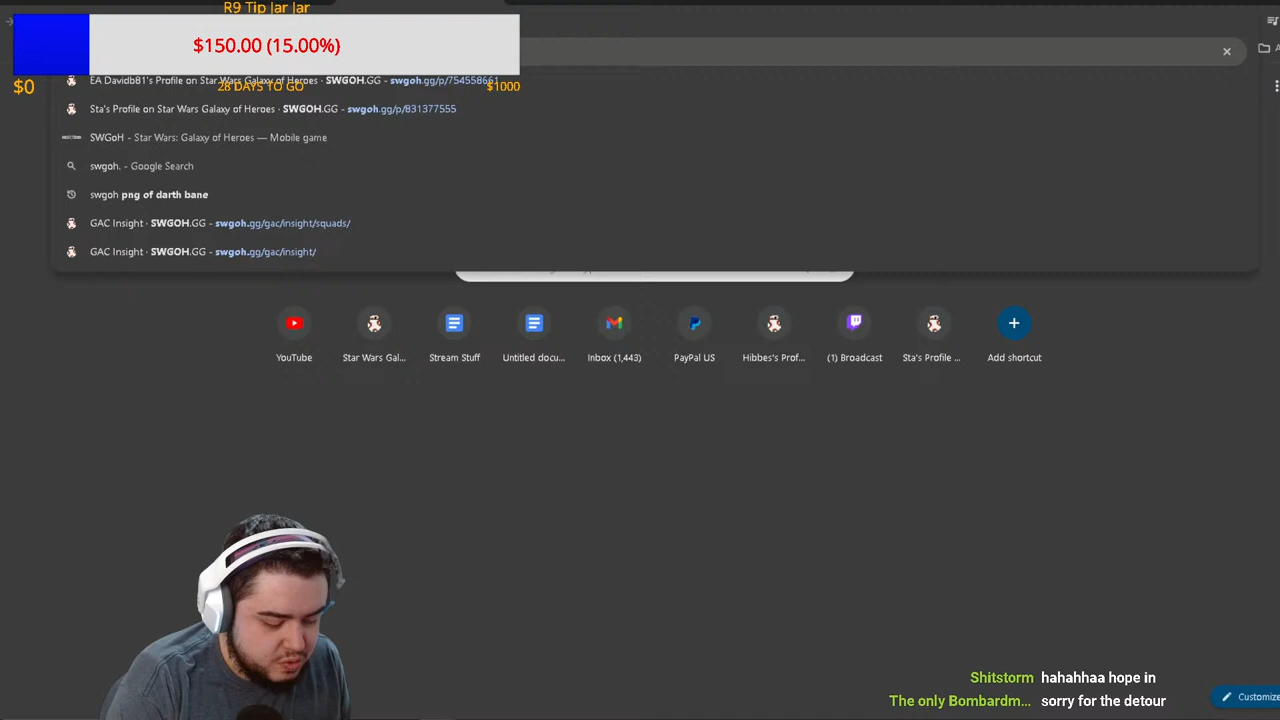 R9 Tip Jar Jar
$150.00 (15.00%)
EA Davidb81's Profile on Star Wars Galaxy of Heroes · SWGOH.GG - swgoh.gg/p/754558661
$0
28 DAYS TO GO
$1000
Sta's Profile on Star Wars Galaxy of Heroes · SWGOH.GG - swgoh.gg/p/831377555
SWGoH - Star Wars: Galaxy of Heroes — Mobile game
swgoh. - Google Search
swgoh png of darth bane
GAC Insight · SWGOH.GG - swgoh.gg/gac/insight/squads/
GAC Insight · SWGOH.GG - swgoh.gg/gac/insight/
YouTube
Star Wars Gal...
Stream Stuff
Untitled docu...
Inbox (1,443)
PayPal US
Hibbes's Prof...
(1) Broadcast
Sta's Profile ...
Add shortcut
Shitstorm hahahhaa hope in
The only Bombardm... sorry for the detour
Customize